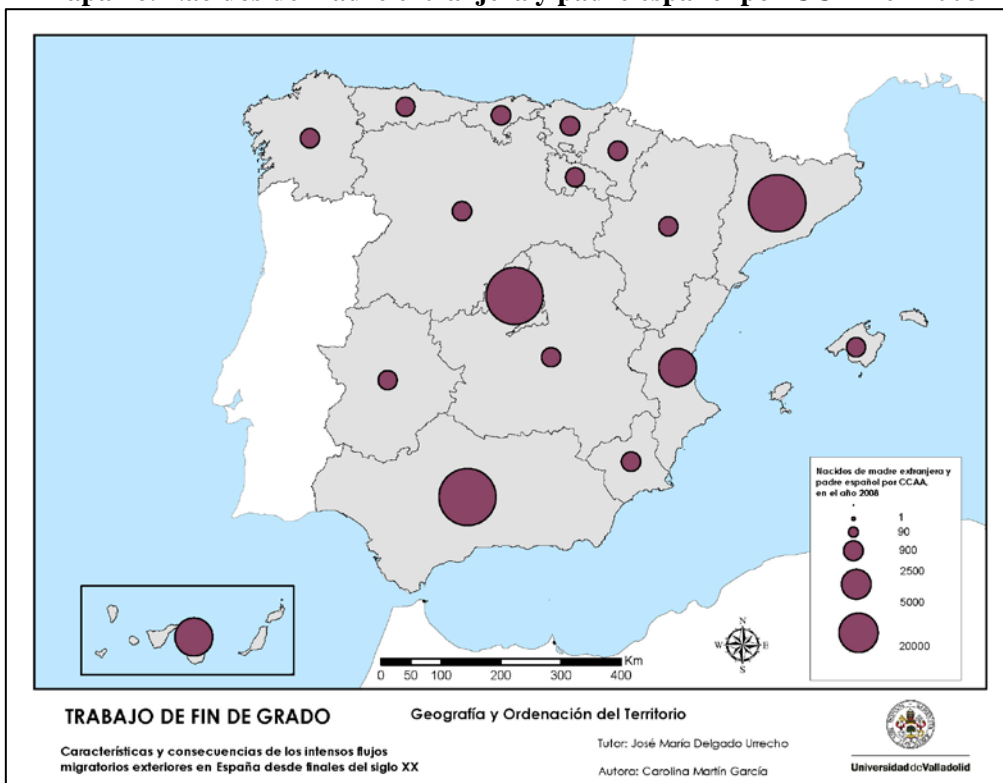 Nacidos de madre extranjera y
padre español por CCAA,
en el año 2008
1
90
900
2500
5000
20000
N
W E
S
Km
0 50 100 200 300 400
TRABAJO DE FIN DE GRADO
Geografía y Ordenación del Territorio
Características y consecuencias de los intensos flujos
migratorios exteriores en España desde finales del siglo XX
Tutor: José María Delgado Urrecho
Autora: Carolina Martín García
Universidad de Valladolid